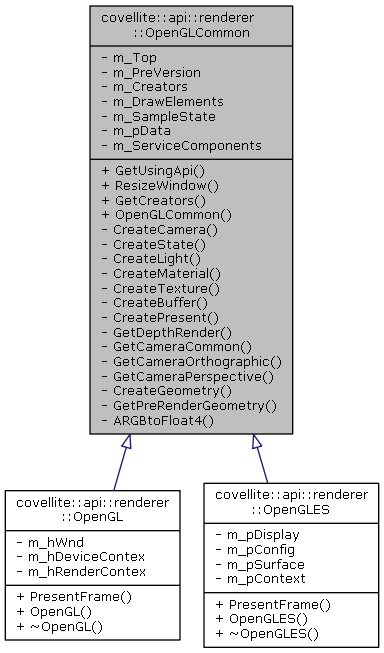 covellite::api::renderer
::OpenGLCommon
- m_Top
- m_PreVersion
- m_Creators
- m_DrawElements
- m_SampleState
- m_pData
- m_ServiceComponents
+ GetUsingApi()
+ ResizeWindow()
+ GetCreators()
+ OpenGLCommon()
- CreateCamera()
- CreateState()
- CreateLight()
- CreateMaterial()
- CreateTexture()
- CreateBuffer()
- CreatePresent()
- GetDepthRender()
- GetCameraCommon()
- GetCameraOrthographic()
- GetCameraPerspective()
- CreateGeometry()
- GetPreRenderGeometry()
- ARGBtoFloat4()
covellite::api::renderer
::OpenGL
- m_hWnd
- m_hDeviceContex
- m_hRenderContex
+ PresentFrame()
+ OpenGL()
+ ~OpenGL()
covellite::api::renderer
::OpenGLES
- m_pDisplay
- m_pConfig
- m_pSurface
- m_pContext
+ PresentFrame()
+ OpenGLES()
+ ~OpenGLES()